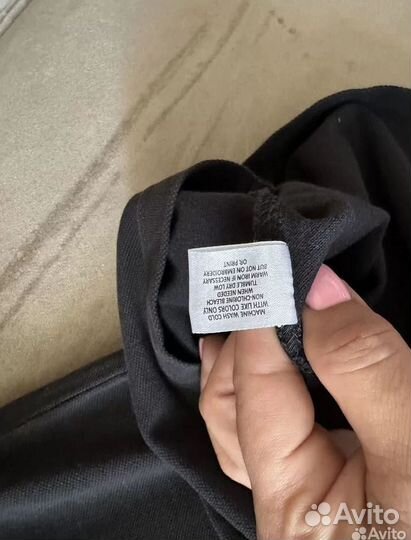 MACHINE WASH COLD
WITH LIKE COLORS ONLY
NON-CHLORINE BLEACH
WHEN NEEDED
TUMBLE DRY LOW
WARM IRON IF NECESSARY
BUT NOT ON EMBROIDERY
OR PRINT
Avito
Avito